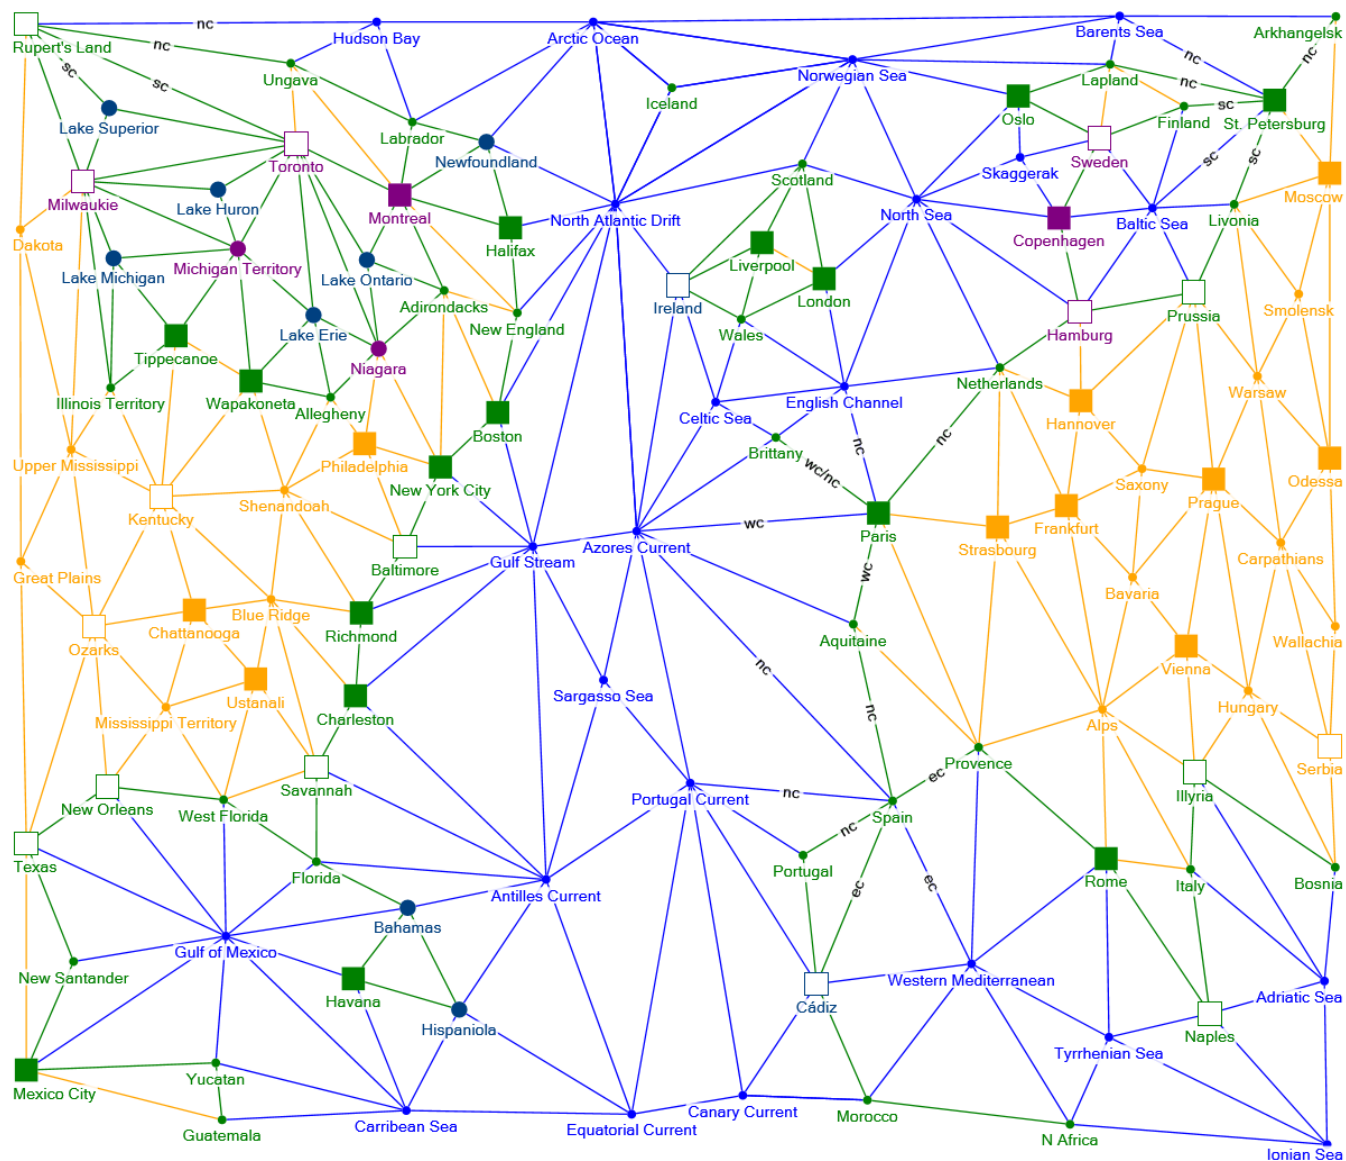 nc
Hudson Bay
Arctic Ocean
Barents Sea
Arkhangelsk
Rupert's Land
nc
nc
nc
sc
Ungava
Norwegian Sea
Lapland
sc
Iceland
nc
Lake Superior
Labrador
Oslo
Finland
sc
St. Petersburg
Toronto
Newfoundland
Sweden
sc
sc
Skaggerak
Scotland
Milwaukie
Lake Huron
Montreal
North Atlantic Drift
North Sea
Baltic Sea
Livonia
Moscow
Dakota
Halifax
Copenhagen
Lake Michigan
Michigan Territory
Lake Ontario
Liverpool
Adirondacks
Ireland
London
Prussia
Smolensk
New England
Lake Erie
Wales
Hamburg
Tippecanoe
Niagara
Netherlands
Warsaw
Illinois Territory
Wapakoneta
Allegheny
English Channel
Celtic Sea
Hannover
Boston
nc
nc
Brittany
Upper Mississippi
Philadelphia
wc/nc
Saxony
Odessa
New York City
Prague
Kentucky
Shenandoah
Frankfurt
wc
Paris
Strasbourg
Azores Current
Carpathians
Gulf Stream
Baltimore
Great Plains
wc
Bavaria
Blue Ridge
Chattanooga
Richmond
Aquitaine
Wallachia
Ozarks
nc
Vienna
Sargasso Sea
Ustanali
Hungary
Mississippi Territory
Charleston
nc
Alps
Provence
Serbia
ec
Savannah
nc
Portugal Current
Illyria
New Orleans
West Florida
Spain
nc
Texas
Portugal
Florida
ec
ec
Rome
Italy
Bosnia
Antilles Current
Bahamas
Gulf of Mexico
New Santander
Western Mediterranean
Adriatic Sea
Havana
Cádiz
Hispaniola
Naples
Tyrrhenian Sea
Yucatan
Mexico City
Canary Current
Morocco
Carribean Sea
Equatorial Current
Guatemala
N Africa
Ionian Sea